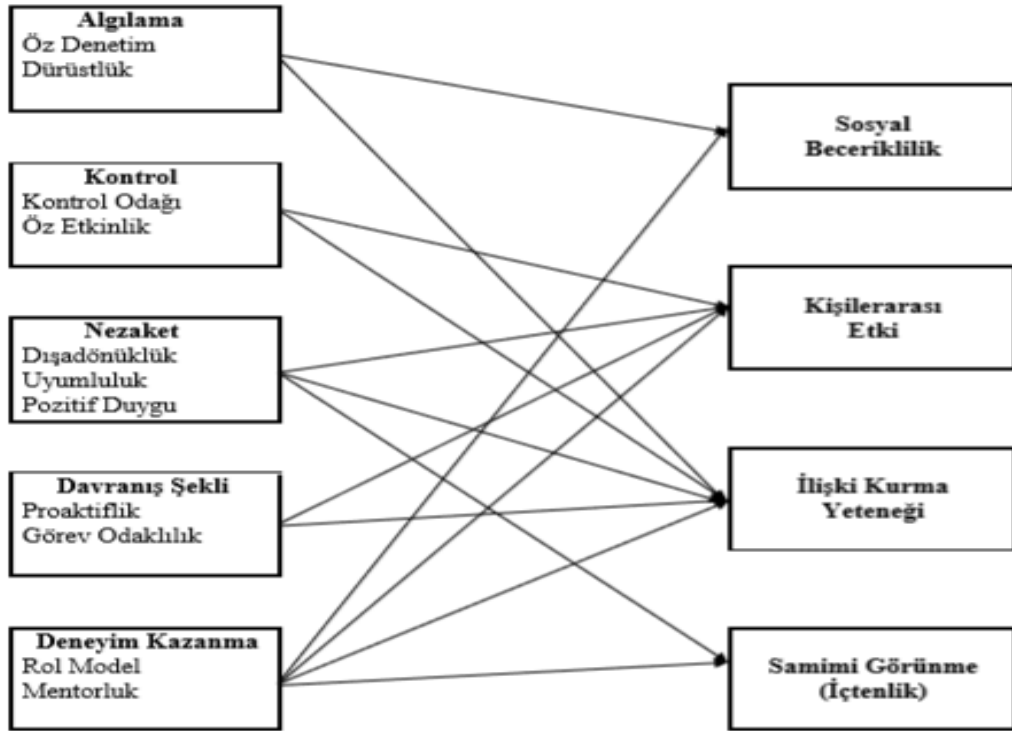 Algılama
Öz Denetim
Dürüstlük
Kontrol
Kontrol Odağı
Öz Etkinlik
Nezaket
Dışadönüklük
Uyumluluk
Pozitif Duygu
Davranış Şekli
Proaktiflik
Görev Odaklılık
Deneyim Kazanma
Rol Model
Mentorluk
Sosyal
Beceriklilik
Kişilerarası
Etki
İlişki Kurma
Yeteneği
Samimi Görünme
(İçtenlik)